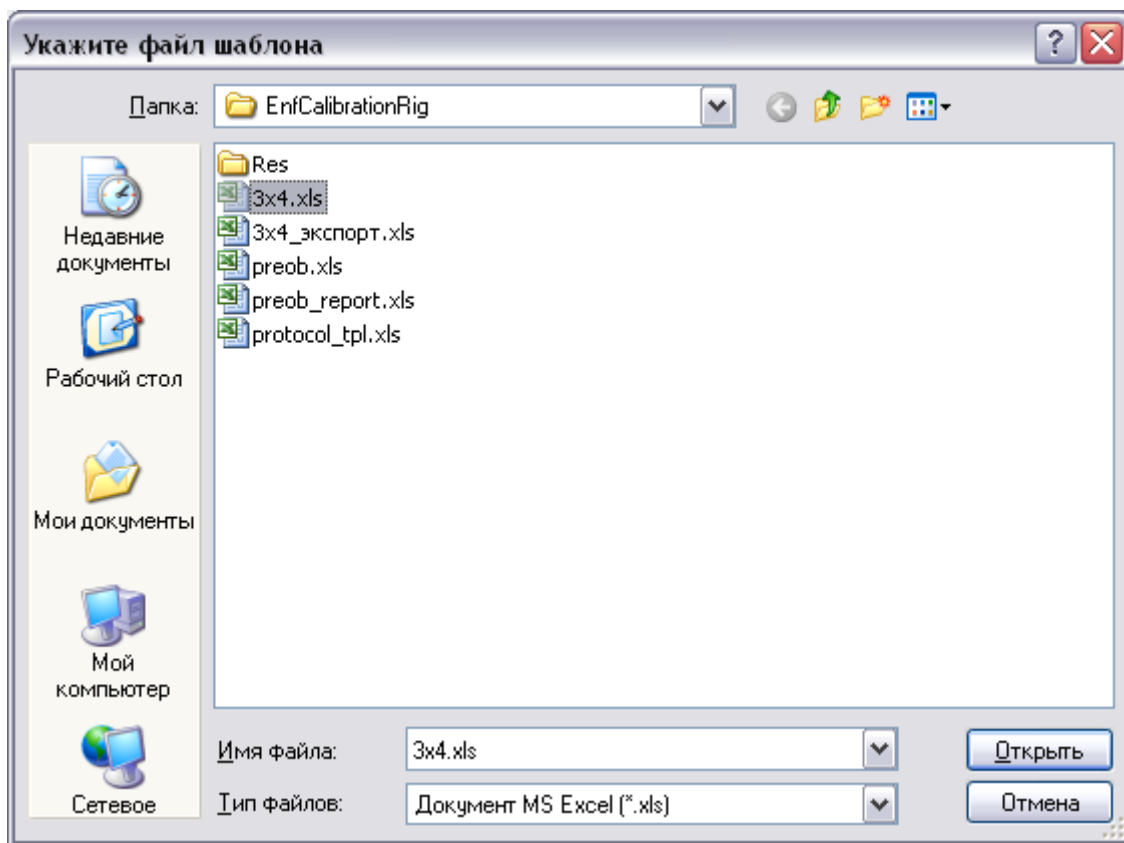 Укажите файл шаблона
Папка: EnfCalibrationRig
Res
3x4.xls
3x4_экспорт.xls
preob.xls
preob_report.xls
protocol_tpl.xls
Недавние
документы
Рабочий стол
Мои документы
Мой
компьютер
Сетевое
Имя файла: 3x4.xls
Открыть
Тип файлов: Документ MS Excel (*.xls)
Отмена